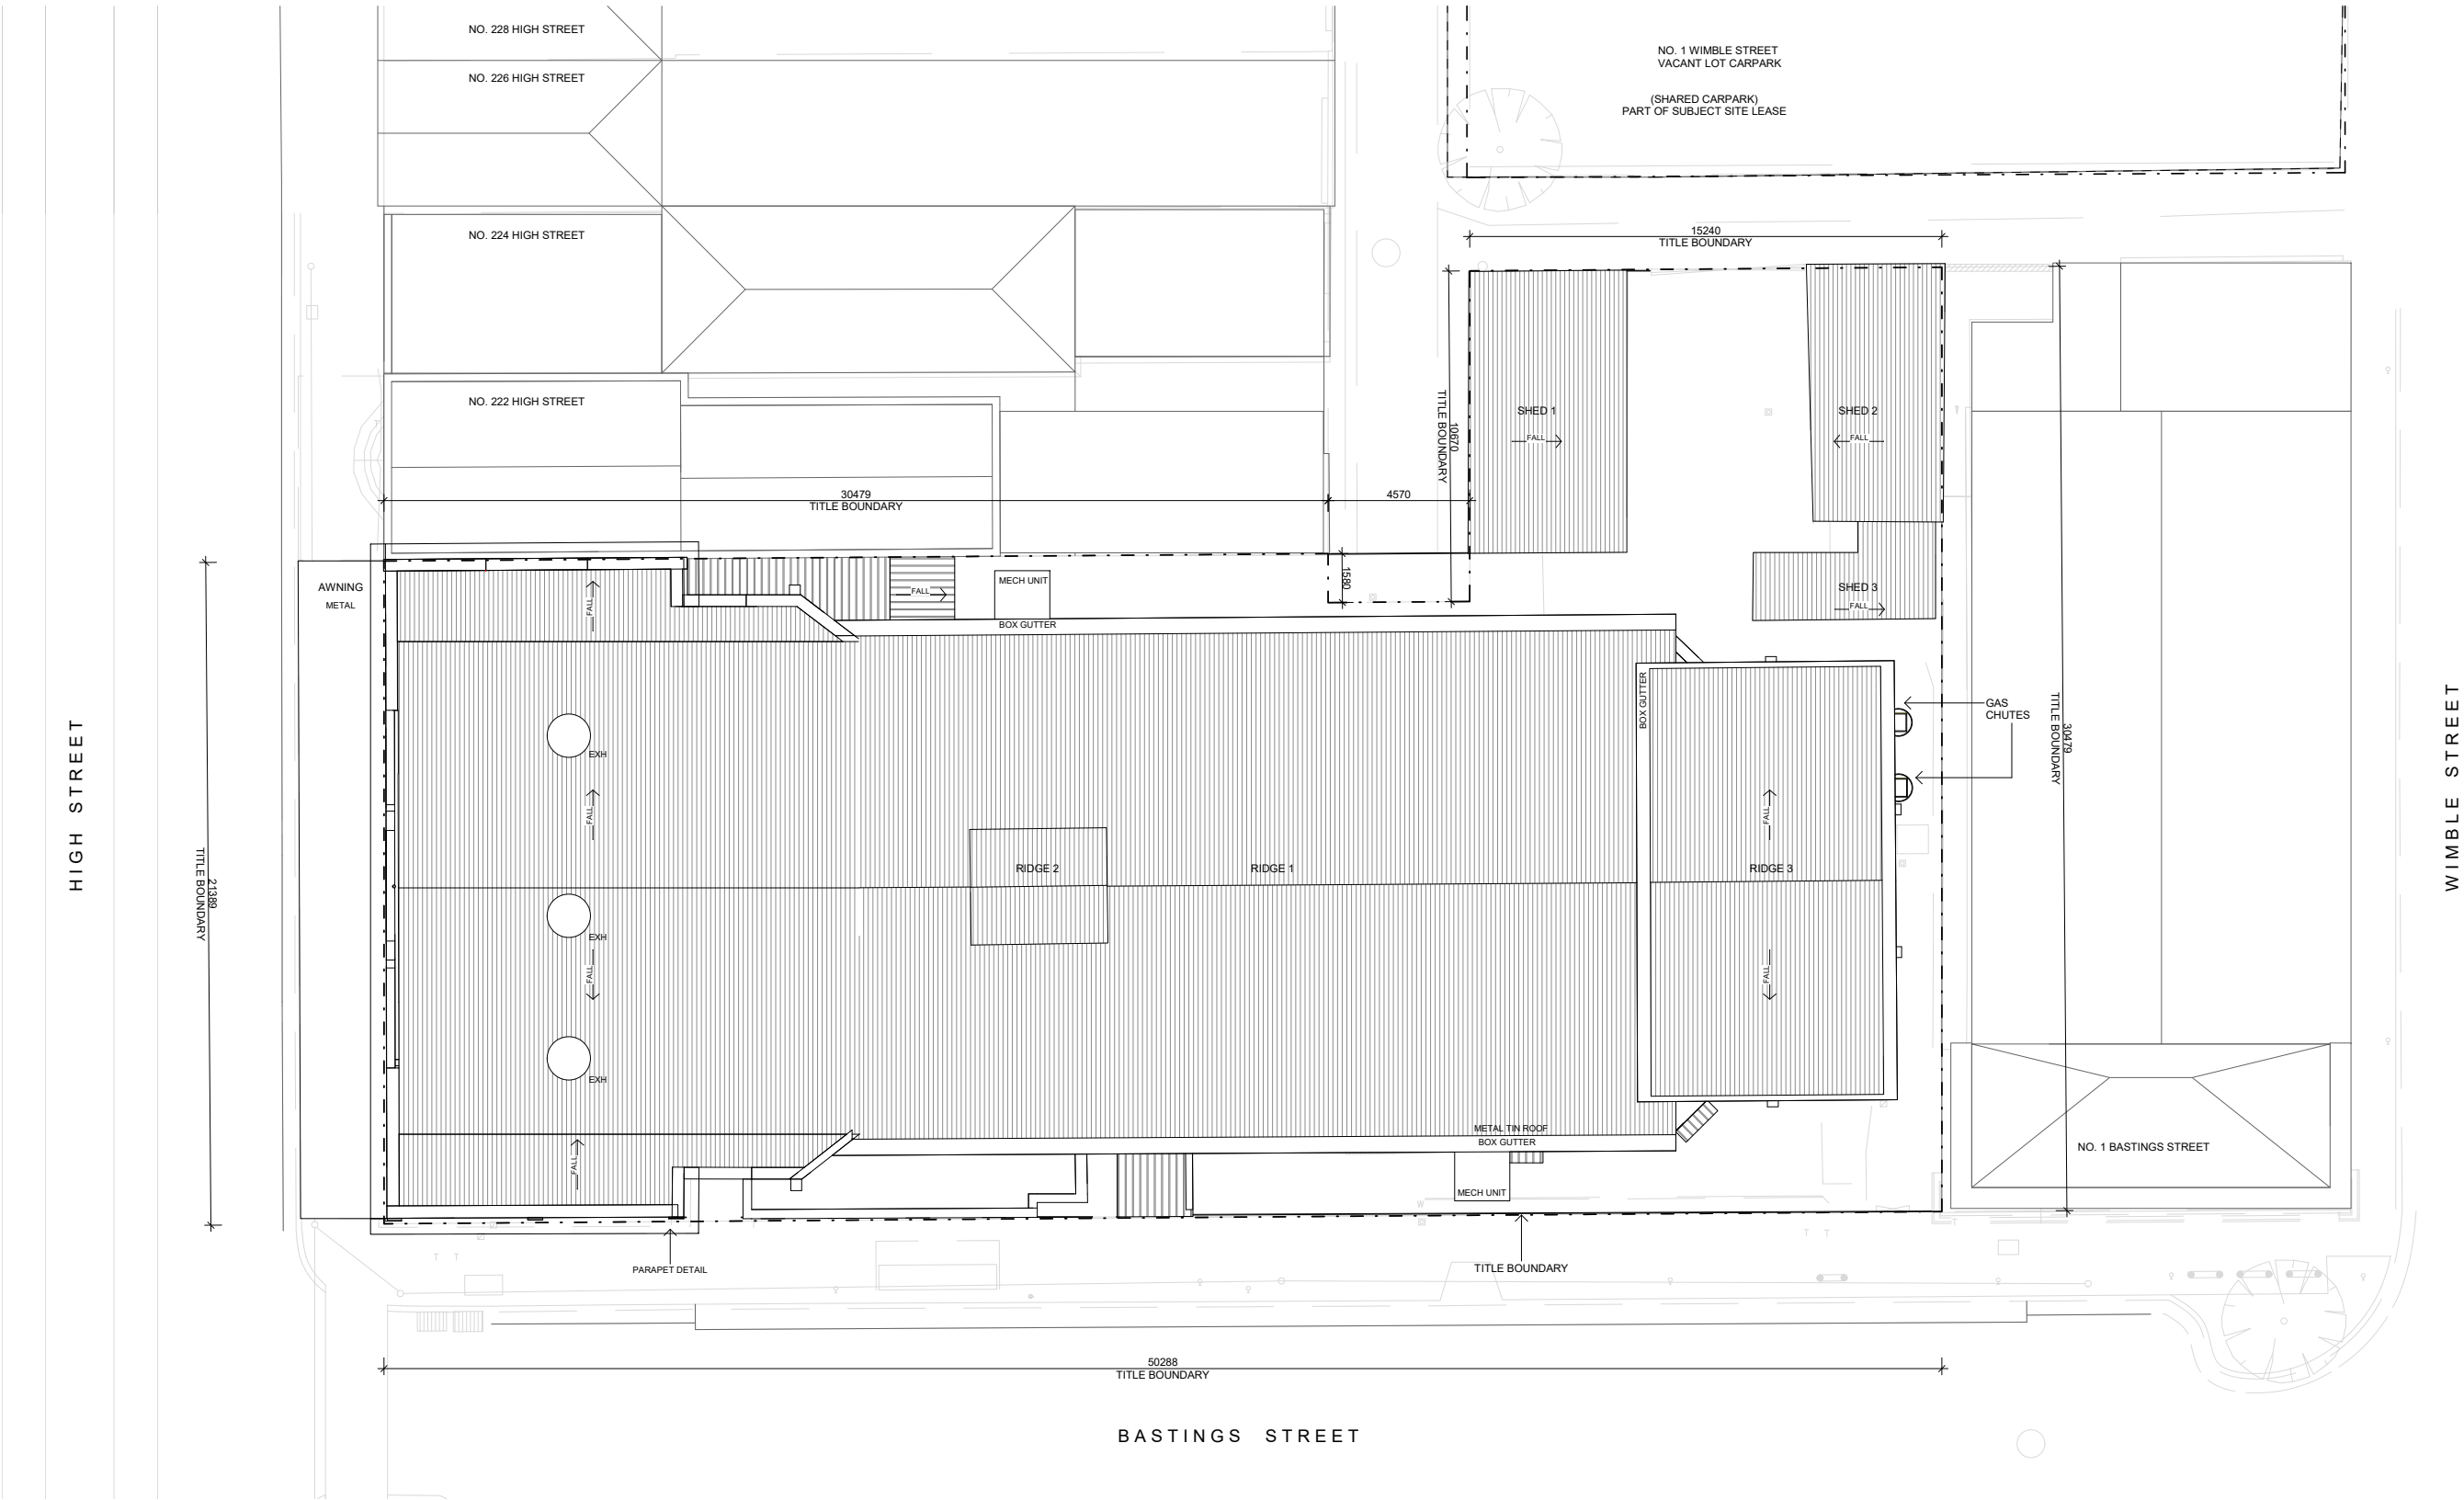 NO. 228 HIGH STREET
NO. 226 HIGH STREET
NO. 1 WIMBLE STREET
VACANT LOT CARPARK
(SHARED CARPARK)
PART OF SUBJECT SITE LEASE
NO. 224 HIGH STREET
15240
TITLE BOUNDARY
NO. 222 HIGH STREET
10670
TITLE BOUNDARY
SHED 1
FALL
SHED 2
FALL
30479
TITLE BOUNDARY
4570
AWNING
METAL
FALL
FALL
MECH UNIT
1580
SHED 3
FALL
BOX GUTTER
BOX GUTTER
GAS
CHUTES
30479
TITLE BOUNDARY
HIGH STREET
WIMBLE STREET
EXH
FALL
FALL
21389
TITLE BOUNDARY
RIDGE 2
RIDGE 1
RIDGE 3
EXH
FALL
FALL
EXH
METAL TIN ROOF
BOX GUTTER
FALL
NO. 1 BASTINGS STREET
MECH UNIT
W
T
T
T
T
T
T
T
PARAPET DETAIL
TITLE BOUNDARY
50288
TITLE BOUNDARY
BASTINGS STREET